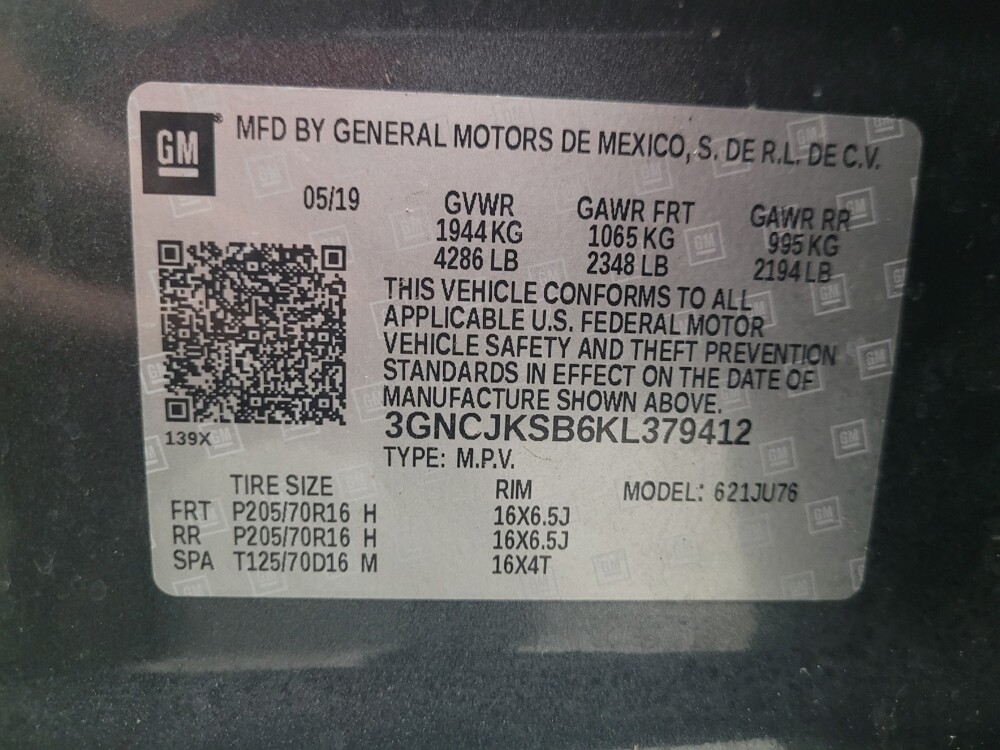 GM
MFD BY GENERAL MOTORS DE MEXICO, S. DE R.L. DE C.V.
05/19 GVWR GAWR FRT GAWR RR
1944 KG 1065 KG 995 KG
4286 LB 2348 LB 2194 LB
THIS VEHICLE CONFORMS TO ALL
APPLICABLE U.S. FEDERAL MOTOR
VEHICLE SAFETY AND THEFT PREVENTION
STANDARDS IN EFFECT ON THE DATE OF
MANUFACTURE SHOWN ABOVE.
139X
3GNCJKSB6KL379412
TYPE: M.P.V.
TIRE SIZE RIM MODEL: 621JU76
FRT P205/70R16 H 16X6.5J
RR P205/70R16 H 16X6.5J
SPA T125/70D16 M 16X4T